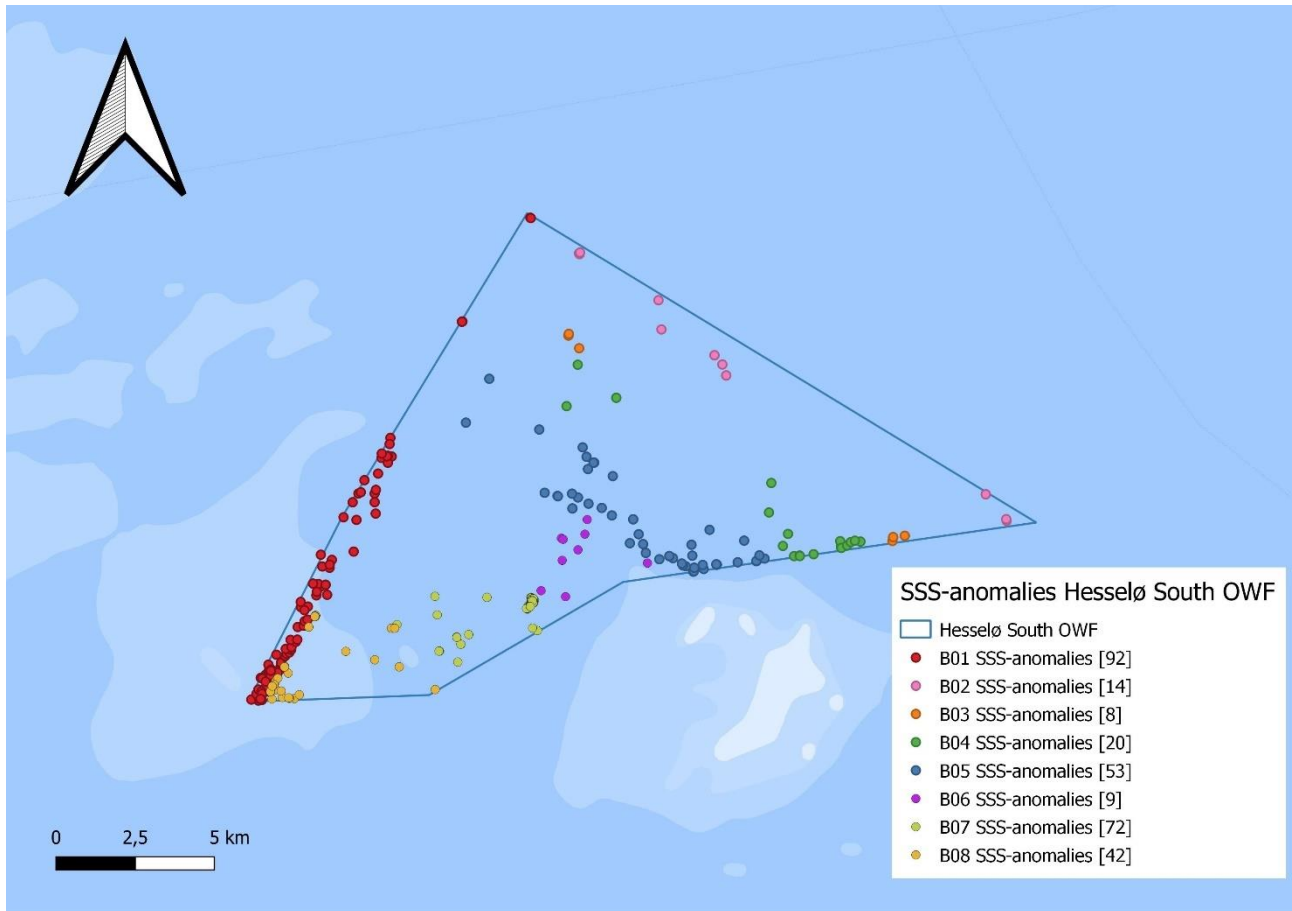 SSS-anomalies Hesselø South OWF
Hesselø South OWF
B01 SSS-anomalies [92]
B02 SSS-anomalies [14]
B03 SSS-anomalies [8]
B04 SSS-anomalies [20]
B05 SSS-anomalies [53]
B06 SSS-anomalies [9]
B07 SSS-anomalies [72]
B08 SSS-anomalies [42]
0 2,5 5 km